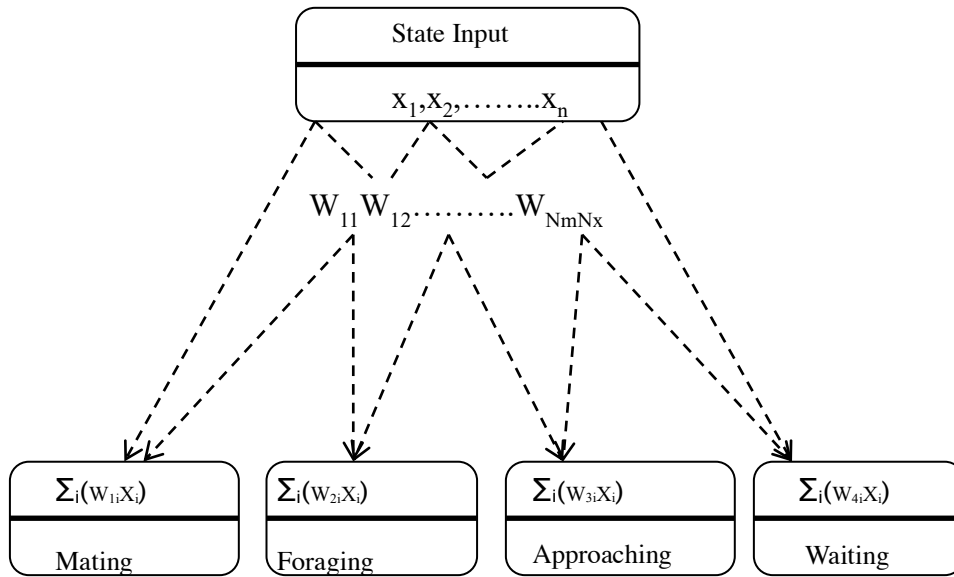 State Input
x₁,x₂,……..xₙ
W₁₁ W₁₂……….W_NmNx
Σᵢ(W₁ᵢXᵢ) Σᵢ(W₂ᵢXᵢ) Σᵢ(W₃ᵢXᵢ) Σᵢ(W₄ᵢXᵢ)
Mating Foraging Approaching Waiting